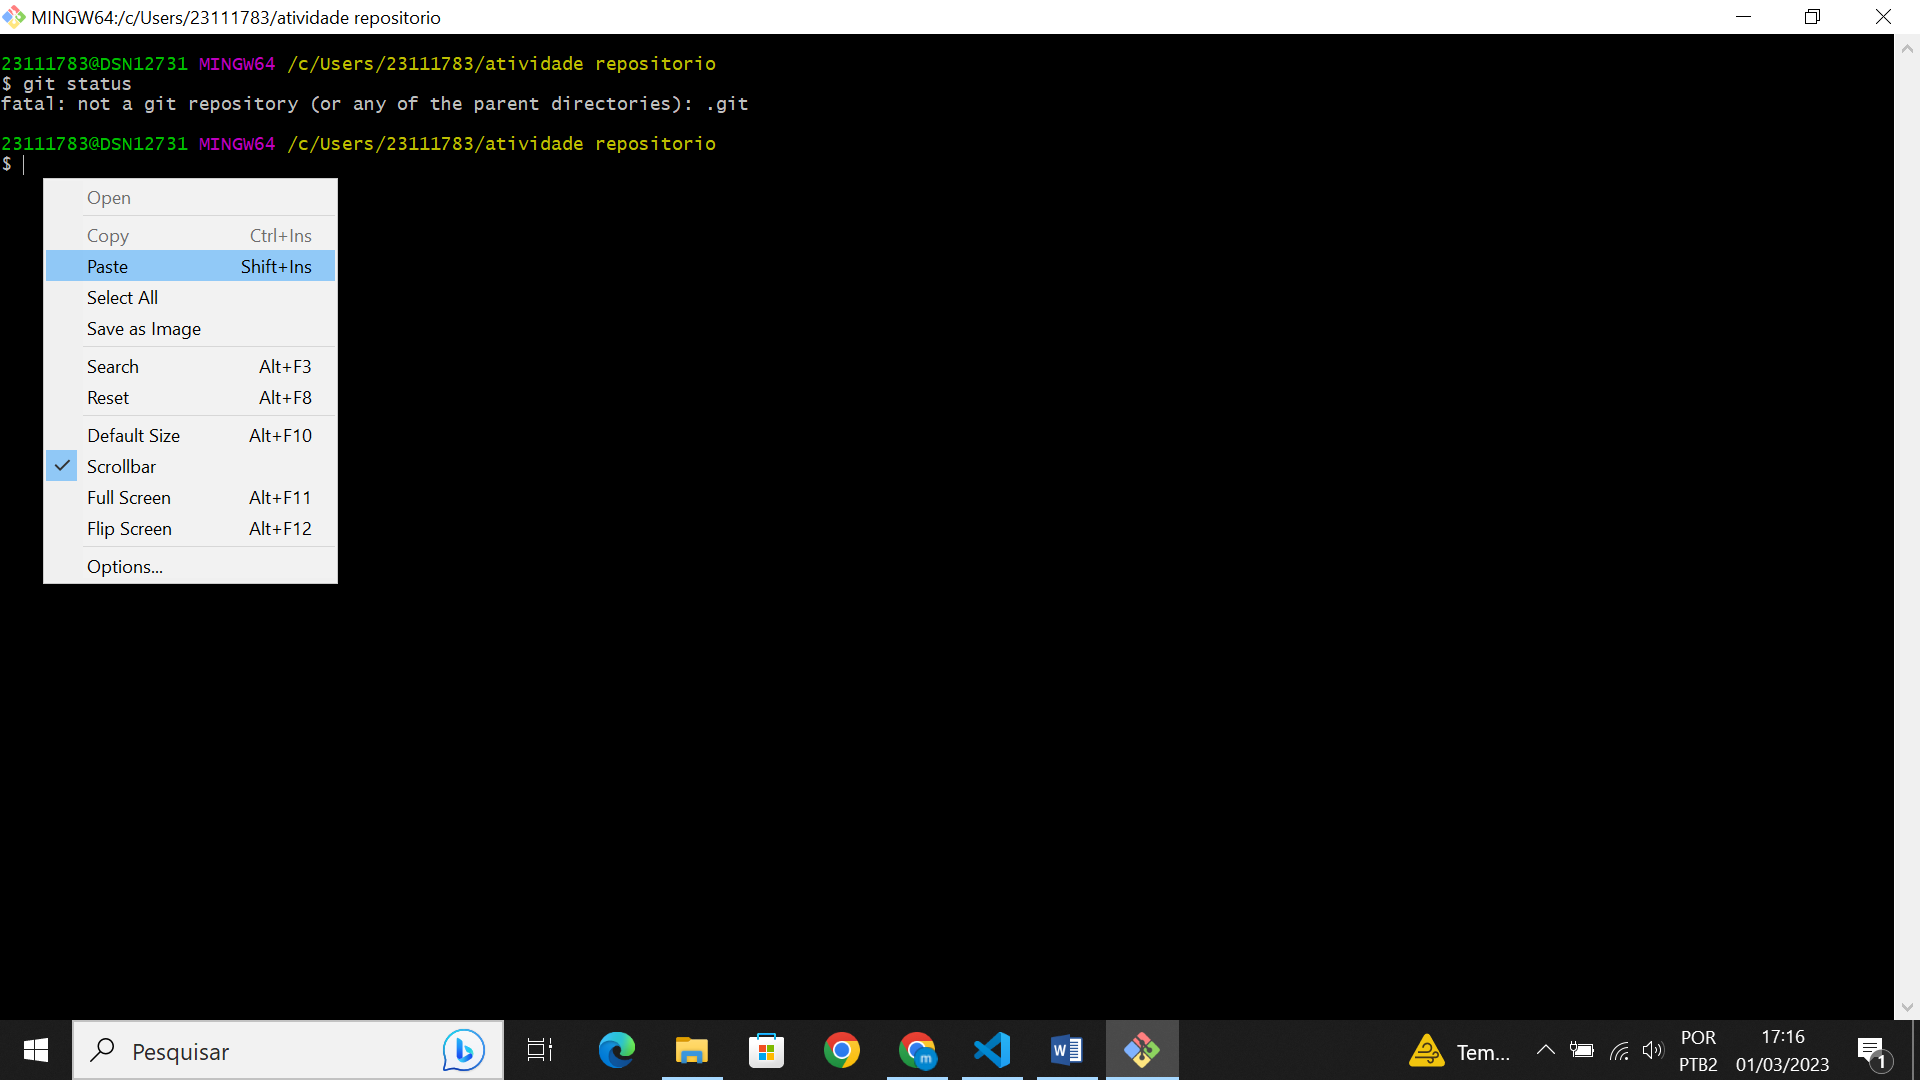 MINGW64:/c/Users/23111783/atividade repositorio
23111783@DSN12731 MINGW64 /c/Users/23111783/atividade repositorio
$ git status
fatal: not a git repository (or any of the parent directories): .git
23111783@DSN12731 MINGW64 /c/Users/23111783/atividade repositorio
$
Open
Copy Ctrl+Ins
Paste Shift+Ins
Select All
Save as Image
Search Alt+F3
Reset Alt+F8
Default Size Alt+F10
Scrollbar
Full Screen Alt+F11
Flip Screen Alt+F12
Options...
Pesquisar
m
W
Tem...
POR
PTB2
17:16
01/03/2023
1